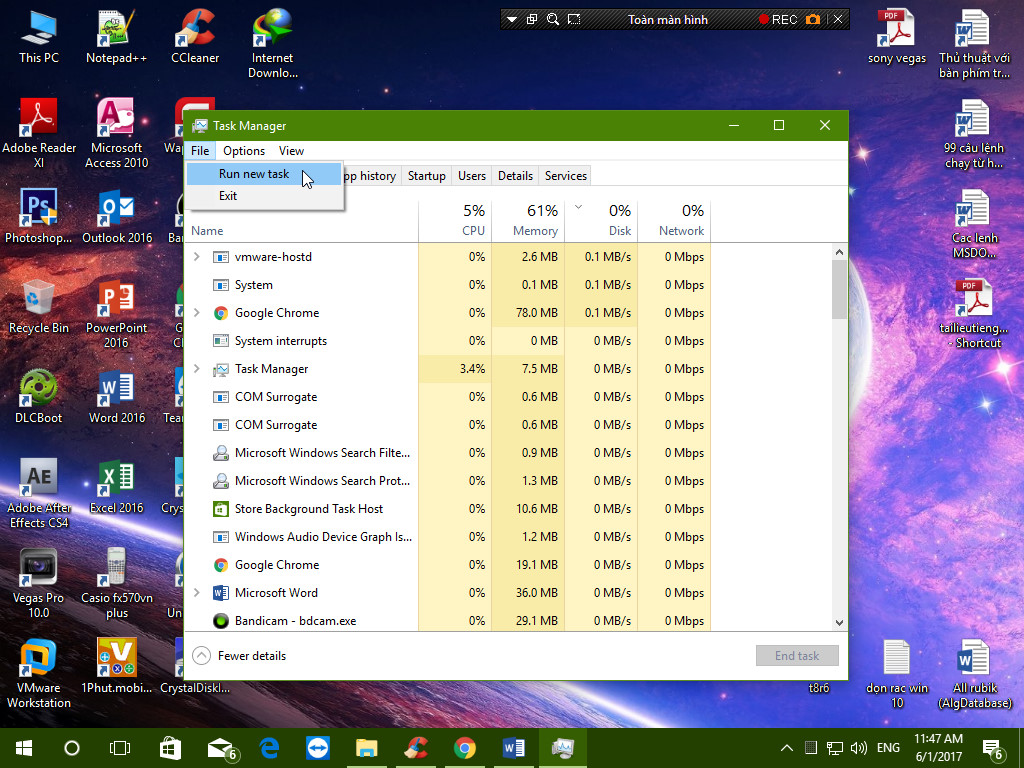 Toàn màn hình
REC
This PC
Notepad++
CCleaner
Internet
Downlo...
sony vegas
Thủ thuật với
bàn phím tr...
Adobe Reader
XI
Microsoft
Access 2010
99 câu lệnh
chạy từ h...
Photoshop...
Outlook 2016
Các lenh
MSDO...
Recycle Bin
PowerPoint
2016
tailieutieng...
- Shortcut
DLCBoot
Word 2016
Adobe After
Effects CS4
Excel 2016
Vegas Pro
10.0
Casio fx570vn
plus
VMware
Workstation
1Phut.mobi...
CrystalDiskI...
t8r6
dọn rac win
10
All rubik
(AlgDatabase)
Task Manager
File Options View
Run new task
Exit
App history Startup Users Details Services
5% 61% 0% 0%
Name CPU Memory Disk Network
vmware-hostd 0% 2.6 MB 0.1 MB/s 0 Mbps
System 0% 0.1 MB 0.1 MB/s 0 Mbps
Google Chrome 0% 78.0 MB 0.1 MB/s 0 Mbps
System interrupts 0% 0 MB 0 MB/s 0 Mbps
Task Manager 3.4% 7.5 MB 0 MB/s 0 Mbps
COM Surrogate 0% 0.6 MB 0 MB/s 0 Mbps
COM Surrogate 0% 0.6 MB 0 MB/s 0 Mbps
Microsoft Windows Search Filte... 0% 0.9 MB 0 MB/s 0 Mbps
Microsoft Windows Search Prot... 0% 1.3 MB 0 MB/s 0 Mbps
Store Background Task Host 0% 10.6 MB 0 MB/s 0 Mbps
Windows Audio Device Graph Is... 0% 1.2 MB 0 MB/s 0 Mbps
Google Chrome 0% 19.1 MB 0 MB/s 0 Mbps
Microsoft Word 0% 36.0 MB 0 MB/s 0 Mbps
Bandicam - bdcam.exe 0% 29.1 MB 0 MB/s 0 Mbps
Fewer details
End task
6
ENG
11:47 AM
6/1/2017
6